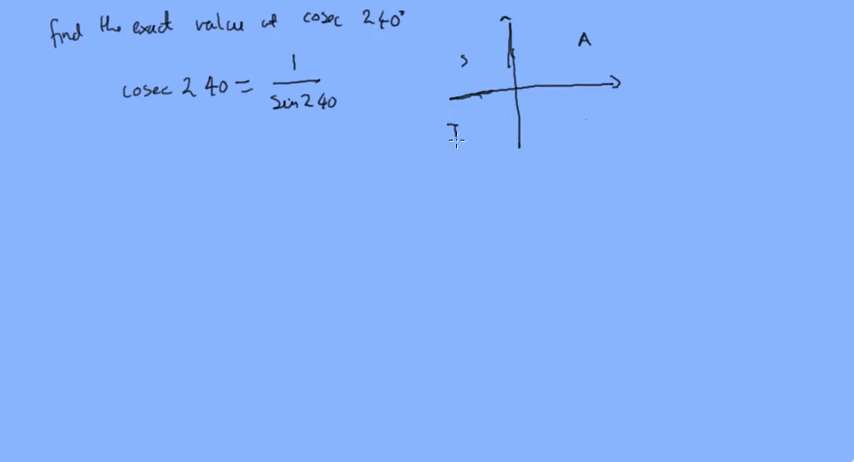 find the exact value of cosec 240°
cosec 240 = 1 / sin 240
A
S
T